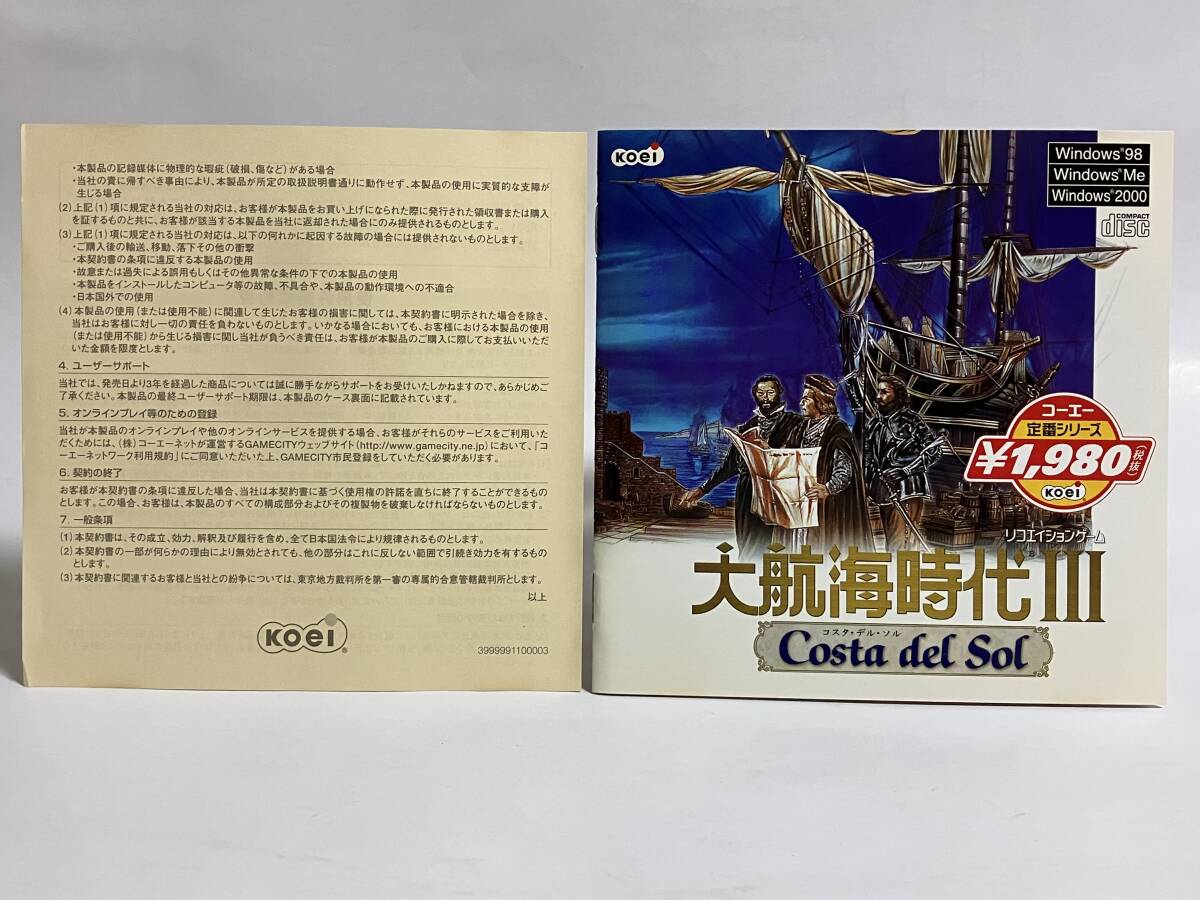 ・本製品の記録媒体に物理的な瑕疵(破損、傷など)がある場合
・当社の責に帰すべき事由により、本製品が所定の取扱説明書通りに動作せず、本製品の使用に実質的な支障が
生じる場合
(2)上記(1)項に規定される当社の対応は、お客様が本製品をお買い上げになられた際に発行された領収書または購入
を証するものと共に、お客様が該当する本製品を当社に返却された場合にのみ提供されるものとします。
(3)上記(1)項に規定される当社の対応は、以下の何れかに起因する故障の場合には提供されないものとします。
・ご購入後の輸送、移動、落下その他の衝撃
・本契約書の条項に違反する本製品の使用
・故意または過失による誤用もしくはその他異常な条件の下での本製品の使用
・本製品をインストールしたコンピュータ等の故障、不具合や、本製品の動作環境への不適合
・日本国外での使用
(4)本製品の使用(または使用不能)に関連して生じたお客様の損害に関しては、本契約書に明示された場合を除き、
当社はお客様に対し一切の責任を負わないものとします。いかなる場合においても、お客様における本製品の使用
(または使用不能)から生じる損害に関し当社が負うべき責任は、お客様が本製品のご購入に際してお支払いいただ
いた金額を限度とします。
4. ユーザーサポート
当社では、発売日より3年を経過した商品については誠に勝手ながらサポートをお受けいたしかねますので、あらかじめご
了承ください。本製品の最終ユーザーサポート期限は、本製品のケース裏面に記載されています。
5. オンラインプレイ等のための登録
当社が本製品のオンラインプレイや他のオンラインサービスを提供する場合、お客様がそれらのサービスをご利用いた
だくためには、(株)コーエーネットが運営するGAMECITYウェッブサイト(http://www.gamecity.ne.jp)において、「コ
ーエーネットワーク利用規約」にご同意いただいた上、GAMECITY市民登録をしていただく必要があります。
6. 契約の終了
お客様が本契約書の条項に違反した場合、当社は本契約書に基づく使用権の許諾を直ちに終了することができるもの
とします。この場合、お客様は、本製品のすべての構成部分およびその複製物を破棄しなければならないものとします。
7. 一般条項
(1)本契約書は、その成立、効力、解釈及び履行を含め、全て日本国法令により規律されるものとします。
(2)本契約書の一部が何らかの理由により無効とされても、他の部分はこれに反しない範囲で引続き効力を有するもの
とします。
(3)本契約書に関連するお客様と当社との紛争については、東京地方裁判所を第一審の専属的合意管轄裁判所とします。
以上
KOEI®
3999991100003
KOEI
Windows®98
Windows®Me
Windows®2000
COMPACT
disc
コーエー
定番シリーズ
¥1,980(税抜)
KOEI
リコエイションゲーム
大航海時代III
コスタ・デル・ソル
Costa del Sol